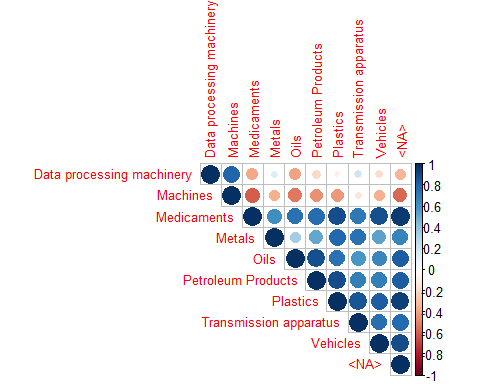 Data processing machinery
Machines
Medicaments
Metals
Oils
Petroleum Products
Plastics
Transmission apparatus
Vehicles
<NA>
Data processing machinery
Machines
Medicaments
Metals
Oils
Petroleum Products
Plastics
Transmission apparatus
Vehicles
<NA>
1
0.8
0.6
0.4
0.2
0
-0.2
-0.4
-0.6
-0.8
-1